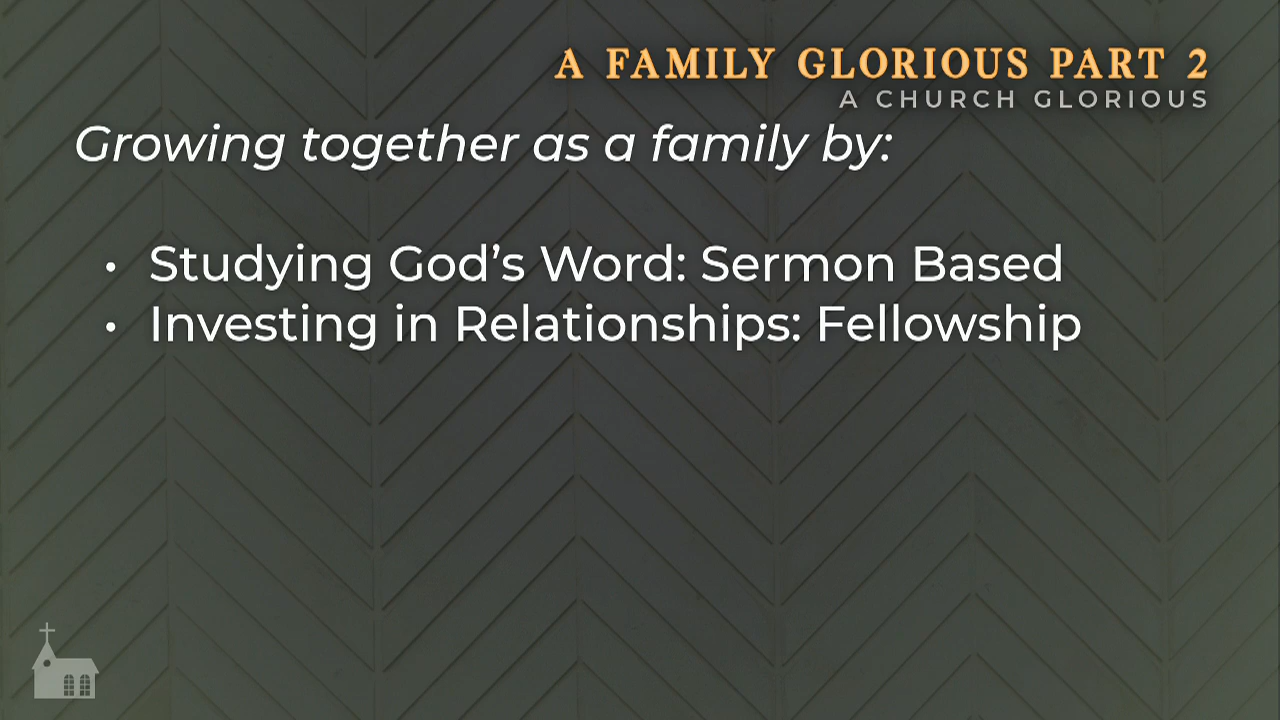 A FAMILY GLORIOUS PART 2
A CHURCH GLORIOUS
Growing together as a family by:
• Studying God’s Word: Sermon Based
• Investing in Relationships: Fellowship